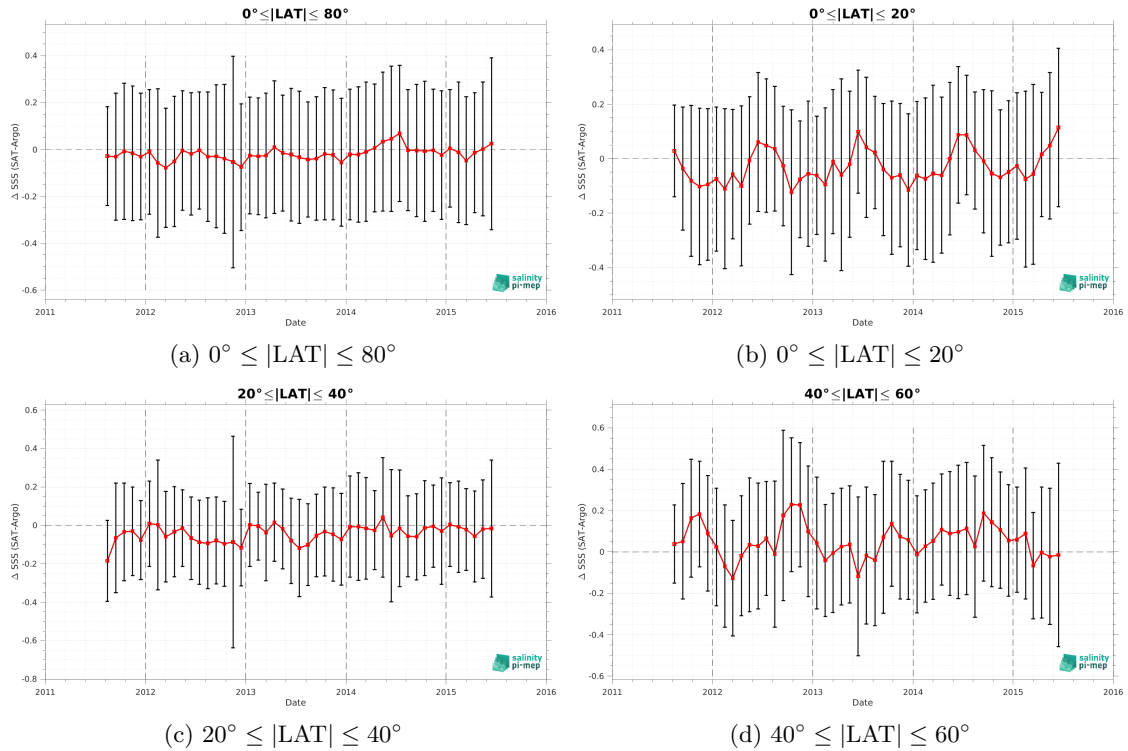 0°≤|LAT|≤ 80°
0.4
0.2
0
-0.2
-0.4
-0.6
Δ SSS (SAT-Argo)
2011 2012 2013 2014 2015 2016
Date
salinity
pi-mep
(a) 0° ≤ |LAT| ≤ 80°
0°≤|LAT|≤ 20°
0.4
0.2
0
-0.2
-0.4
Δ SSS (SAT-Argo)
2011 2012 2013 2014 2015 2016
Date
salinity
pi-mep
(b) 0° ≤ |LAT| ≤ 20°
20°≤|LAT|≤ 40°
0.6
0.4
0.2
0
-0.2
-0.4
-0.6
-0.8
Δ SSS (SAT-Argo)
2011 2012 2013 2014 2015 2016
Date
salinity
pi-mep
(c) 20° ≤ |LAT| ≤ 40°
40°≤|LAT|≤ 60°
0.6
0.4
0.2
0
-0.2
-0.4
-0.6
Δ SSS (SAT-Argo)
2011 2012 2013 2014 2015 2016
Date
salinity
pi-mep
(d) 40° ≤ |LAT| ≤ 60°